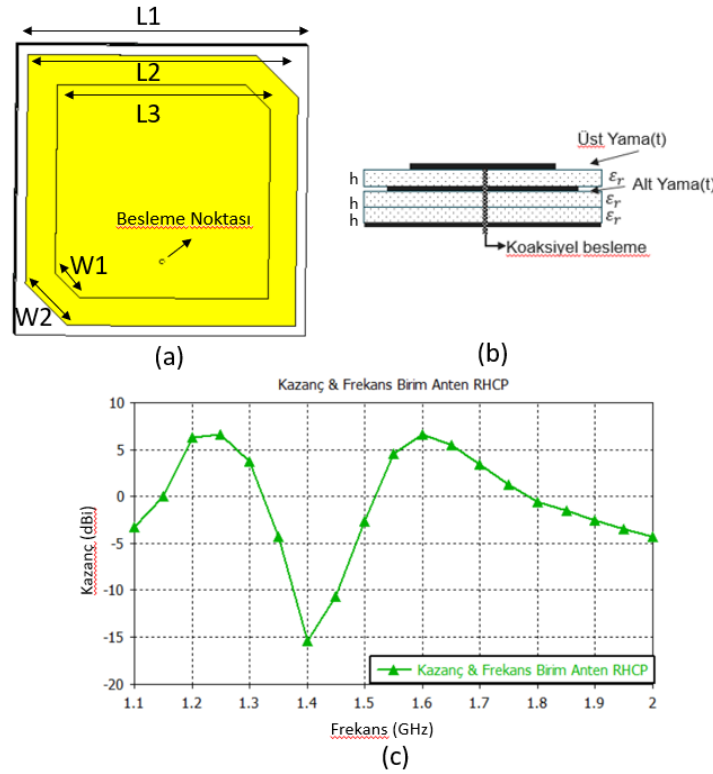 L1
L2
L3
Besleme Noktası
W1
W2
(a)
Üst Yama(t)
h εr
Alt Yama(t)
h εr
h εr
Koaksiyel besleme
(b)
Kazanç & Frekans Birim Anten RHCP
10
5
0
-5
-10
-15
-20
Kazanç (dBi)
Kazanç & Frekans Birim Anten RHCP
1.1 1.2 1.3 1.4 1.5 1.6 1.7 1.8 1.9 2
Frekans (GHz)
(c)